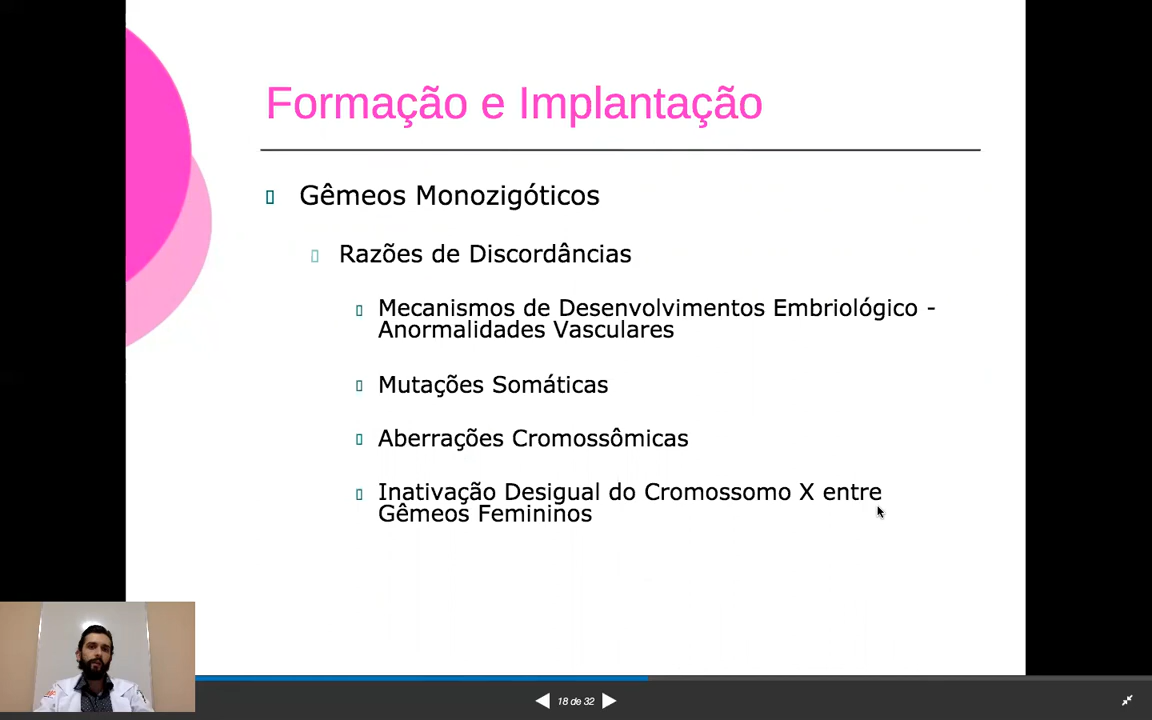 Formação e Implantação
Gêmeos Monozigóticos
Razões de Discordâncias
Mecanismos de Desenvolvimentos Embriológico -
Anormalidades Vasculares
Mutações Somáticas
Aberrações Cromossômicas
Inativação Desigual do Cromossomo X entre
Gêmeos Femininos
18 de 32